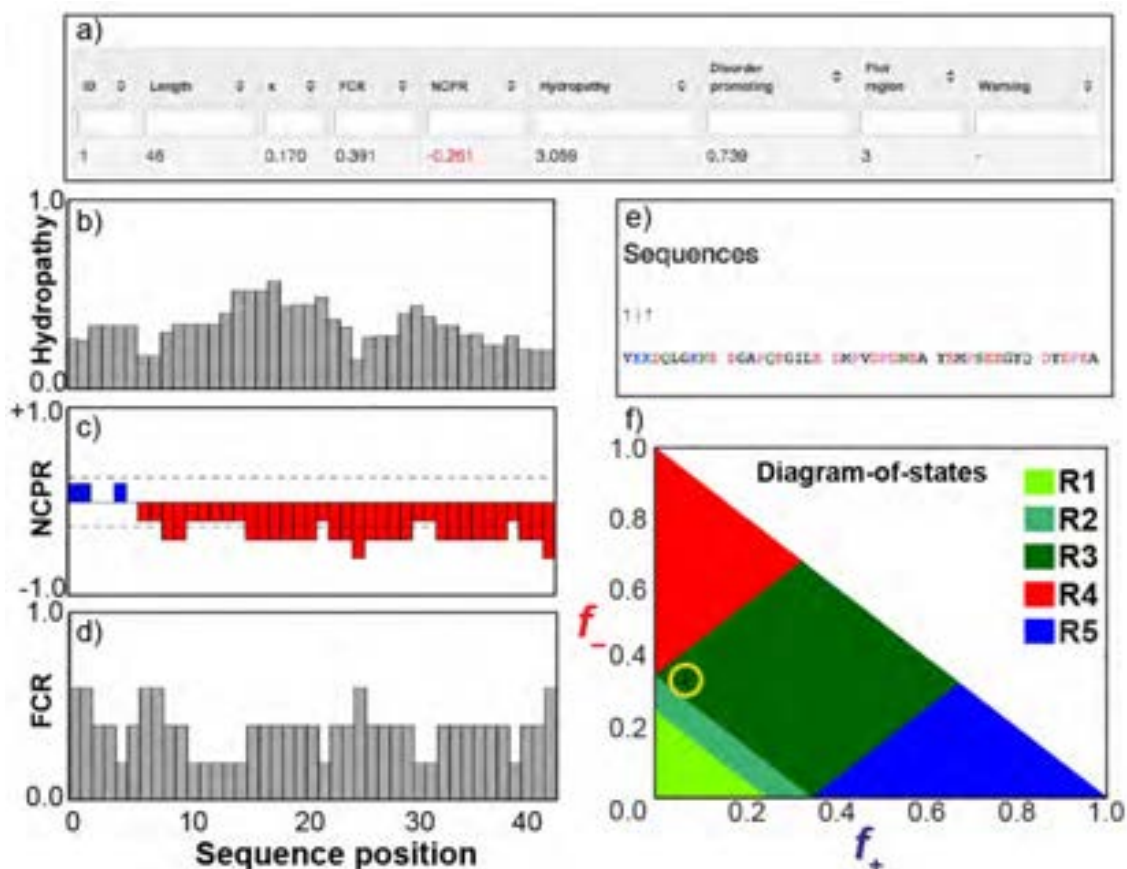 a)
ID Length κ FCR NCPR Hydropathy Disorder promoting Plot region Warning
1 46 0.170 0.391 -0.261 3.059 0.739 3 -
b)
Hydropathy
1.0
0.0
c)
NCPR
+1.0
-1.0
d)
FCR
1.0
0.0
0 10 20 30 40
Sequence position
e)
Sequences
f)
Diagram-of-states
R1
R2
R3
R4
R5
f-
1.0
0.8
0.6
0.4
0.2
0.0 0.2 0.4 0.6 0.8 1.0
f+